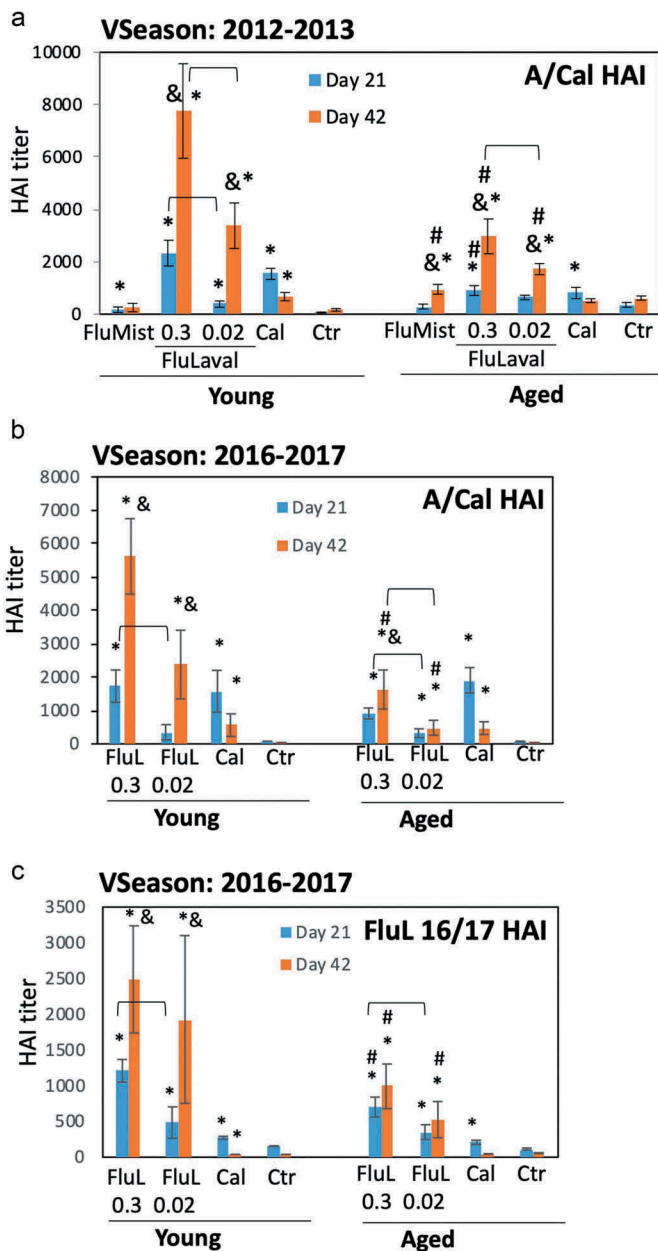 a
VSeason: 2012-2013
A/Cal HAI
Day 21
Day 42
HAI titer
10000
8000
6000
4000
2000
0
& *
*
&*
*
*
*
*
#
&*
#
*
#
&*
#
&*
*
FluMist 0.3 0.02 Cal Ctr FluMist 0.3 0.02 Cal Ctr
FluLaval FluLaval
Young Aged
b
VSeason: 2016-2017
A/Cal HAI
Day 21
Day 42
HAI titer
8000
7000
6000
5000
4000
3000
2000
1000
0
* &
*
*&
*
*
#
*&
*
#
*
*
*
*
FluL FluL Cal Ctr FluL FluL Cal Ctr
0.3 0.02 0.3 0.02
Young Aged
c
VSeason: 2016-2017
FluL 16/17 HAI
Day 21
Day 42
HAI titer
3500
3000
2500
2000
1500
1000
500
0
*&
*
*&
*
*
*
#
*
#
*
#
*
*
*
FluL FluL Cal Ctr FluL FluL Cal Ctr
0.3 0.02 0.3 0.02
Young Aged